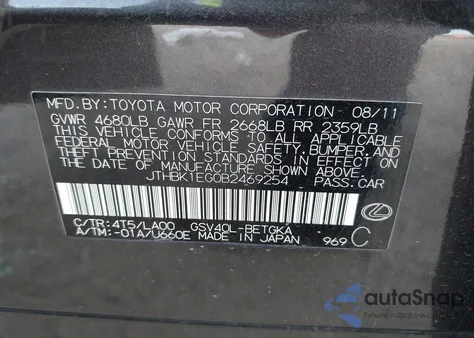 MFD.BY:TOYOTA MOTOR CORPORATION 08/11
GVWR 4680LB GAWR FR 2668LB RR 2359LB
THIS VEHICLE CONFORMS TO ALL APPLICABLE
FEDERAL MOTOR VEHICLE SAFETY,BUMPER,AND
THEFT PREVENTION STANDARDS IN EFFECT ON
THE DATE OF MANUFACTURE SHOWN ABOVE.
JTHBK1EG0B2469254 PASS.CAR
C/TR:4T5/LA00 GSV40L-BETGKA
A/TM:-01A/U660E MADE IN JAPAN 969 C
autoSnap